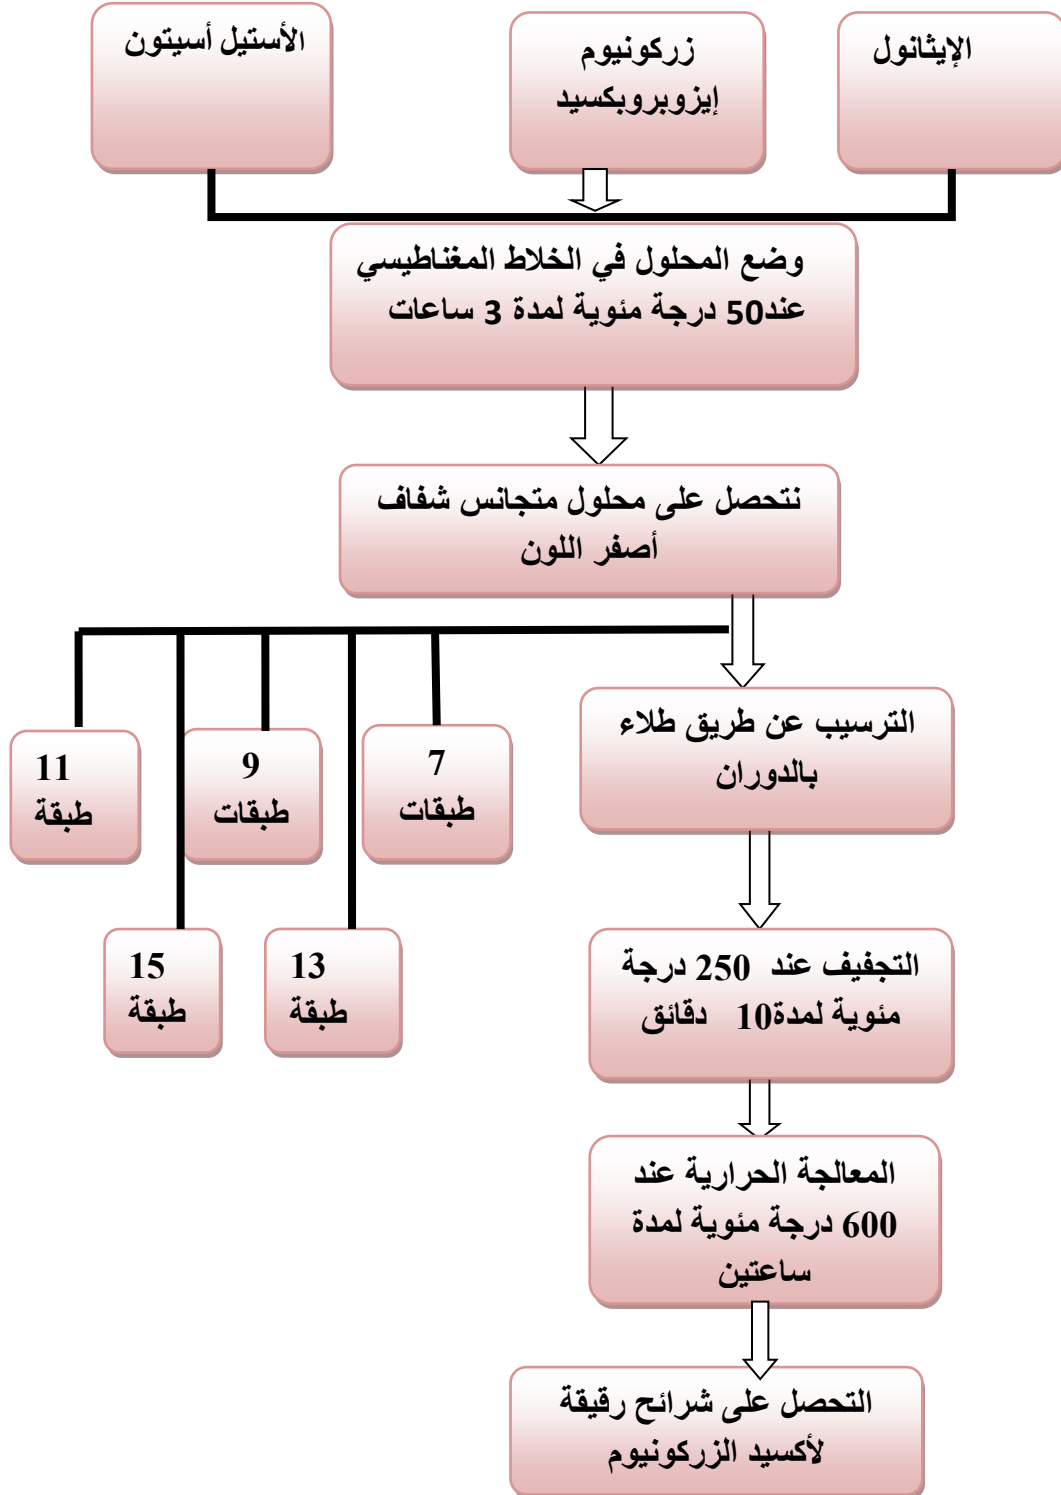 الإيثانول
زركونيوم
إيزوبروبكسيد
الأستيل أسيتون
وضع المحلول في الخلاط المغناطيسي
عند50 درجة مئوية لمدة 3 ساعات
نتحصل على محلول متجانس شفاف
أصفر اللون
الترسيب عن طريق طلاء
بالدوران
7
طبقات
9
طبقات
11
طبقة
13
طبقة
15
طبقة
التجفيف عند 250 درجة
مئوية لمدة10 دقائق
المعالجة الحرارية عند
600 درجة مئوية لمدة
ساعتين
التحصل على شرائح رقيقة
لأكسيد الزركونيوم